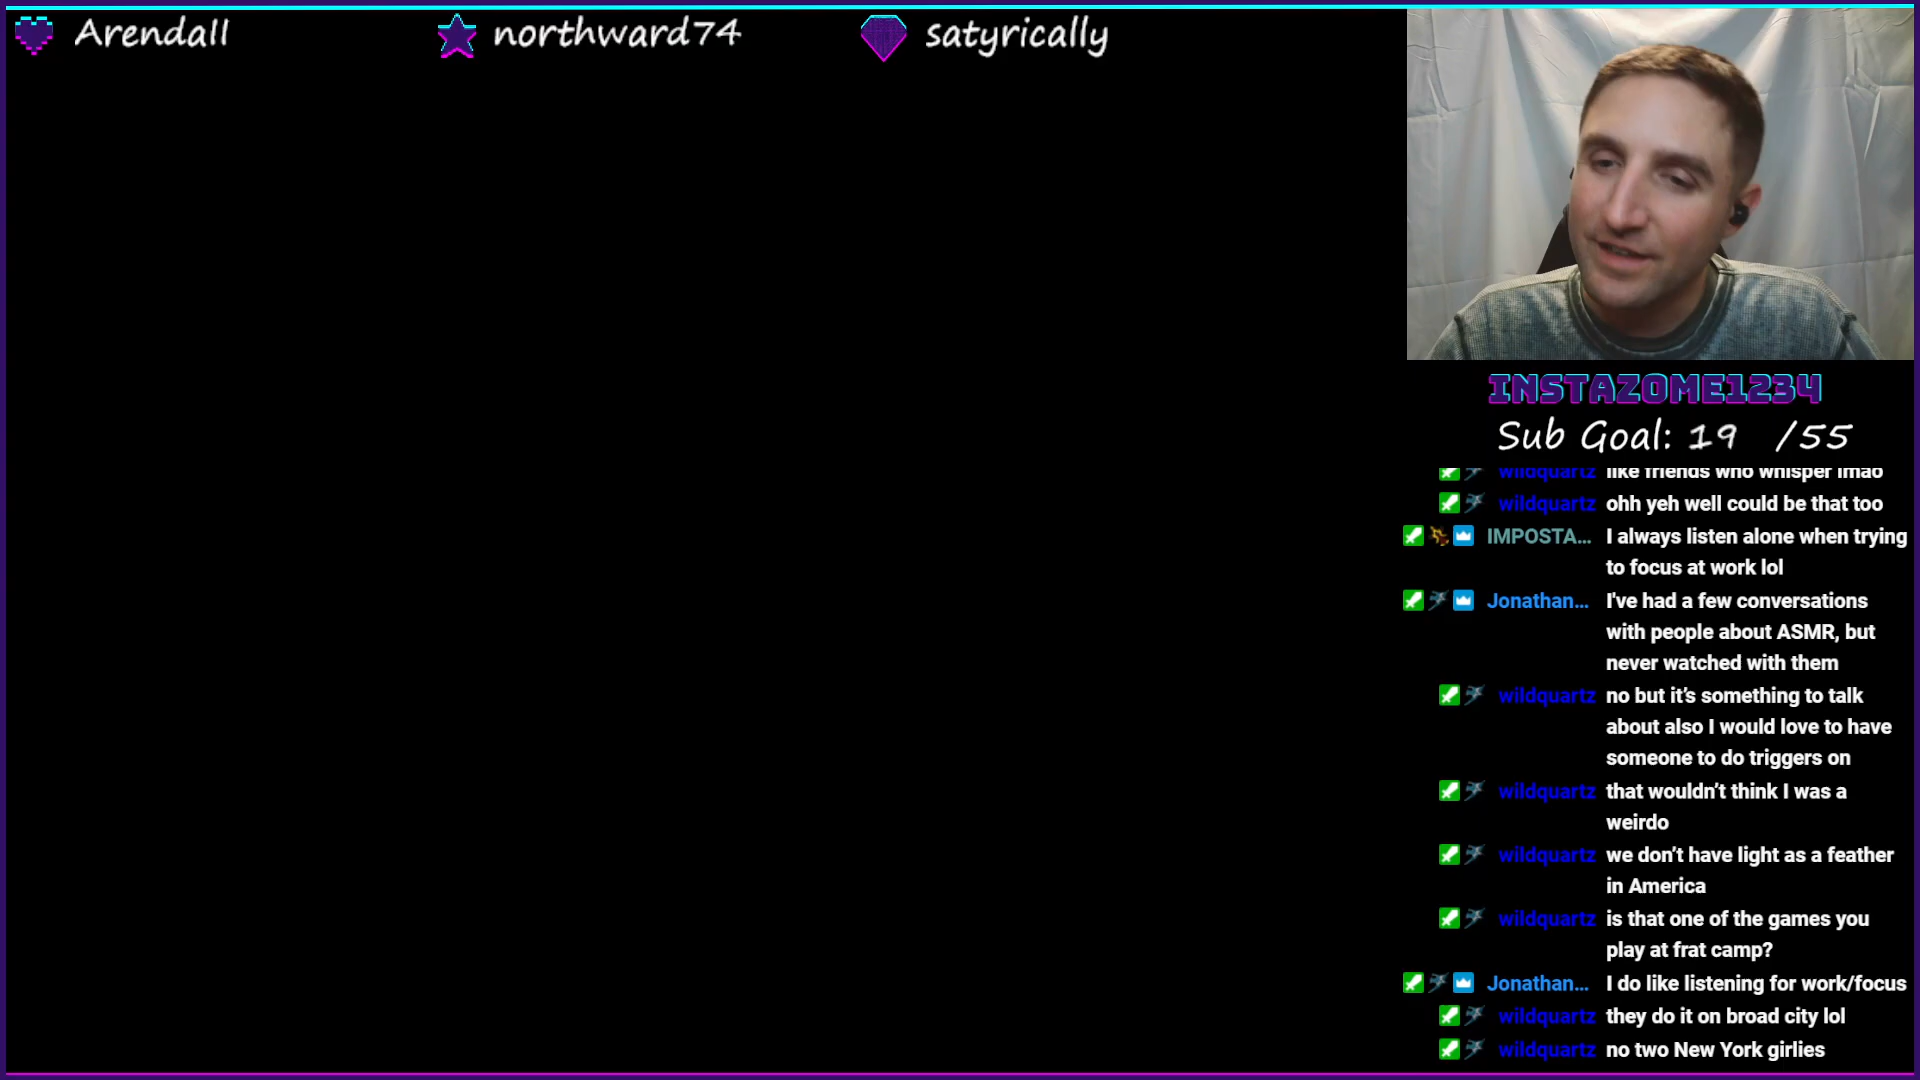 Arendall
northward74
satyrically
INSTAZOME1234
Sub Goal: 19 /55
wildquartz like friends who whisper lmao
wildquartz ohh yeh well could be that too
IMPOSTA... I always listen alone when trying
to focus at work lol
Jonathan... I've had a few conversations
with people about ASMR, but
never watched with them
wildquartz no but it's something to talk
about also I would love to have
someone to do triggers on
wildquartz that wouldn't think I was a
weirdo
wildquartz we don't have light as a feather
in America
wildquartz is that one of the games you
play at frat camp?
Jonathan... I do like listening for work/focus
wildquartz they do it on broad city lol
wildquartz no two New York girlies